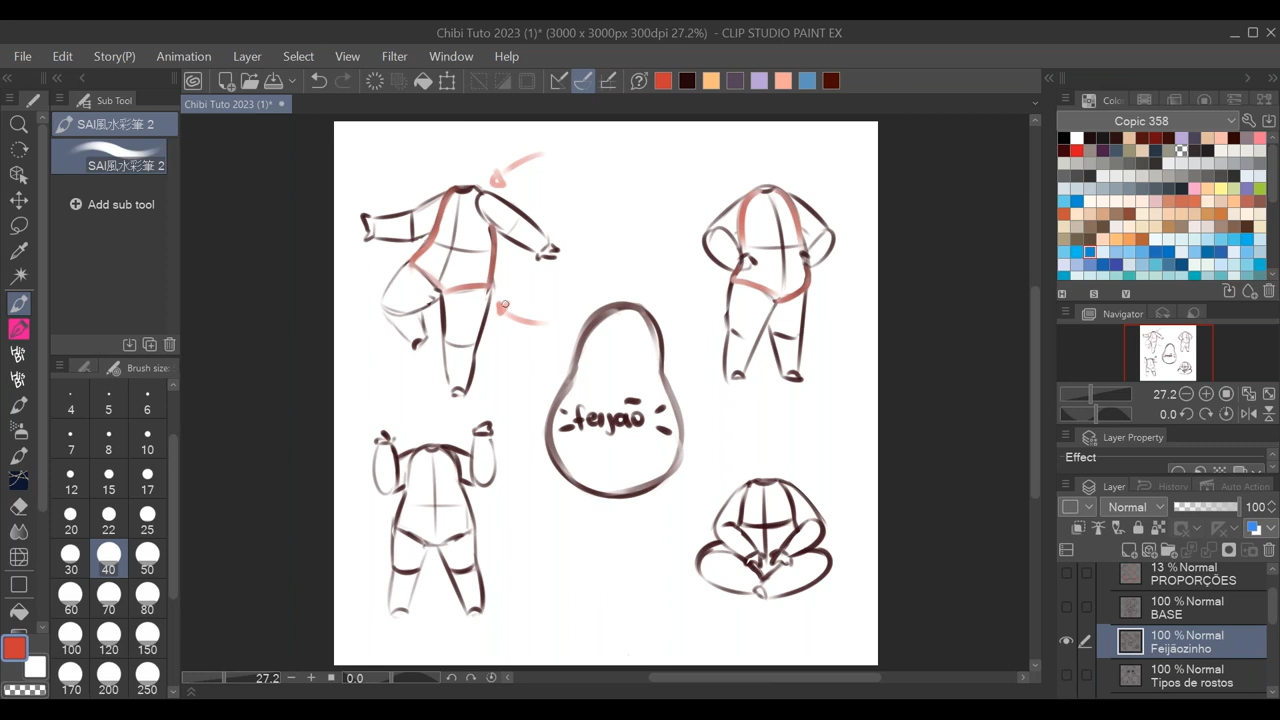 Chibi Tuto 2023 (1)* (3000 x 3000px 300dpi 27.2%) - CLIP STUDIO PAINT EX
File Edit Story(P) Animation Layer Select View Filter Window Help
Sub Tool
Chibi Tuto 2023 (1)*
SAI風水彩筆 2
SAI風水彩筆 2
Add sub tool
Brush size:
4 5 6
7 8 10
12 15 17
20 22 25
30 40 50
60 70 80
100 120 150
170 200 250
feijão
27.2 0.0
Copic 358
H S V
Navigator
27.2
0.0
Layer Property
Effect
Layer History Auto Action
Normal 100
13 % Normal
PROPORÇÕES
100 % Normal
BASE
100 % Normal
Feijãozinho
100 % Normal
Tipos de rostos